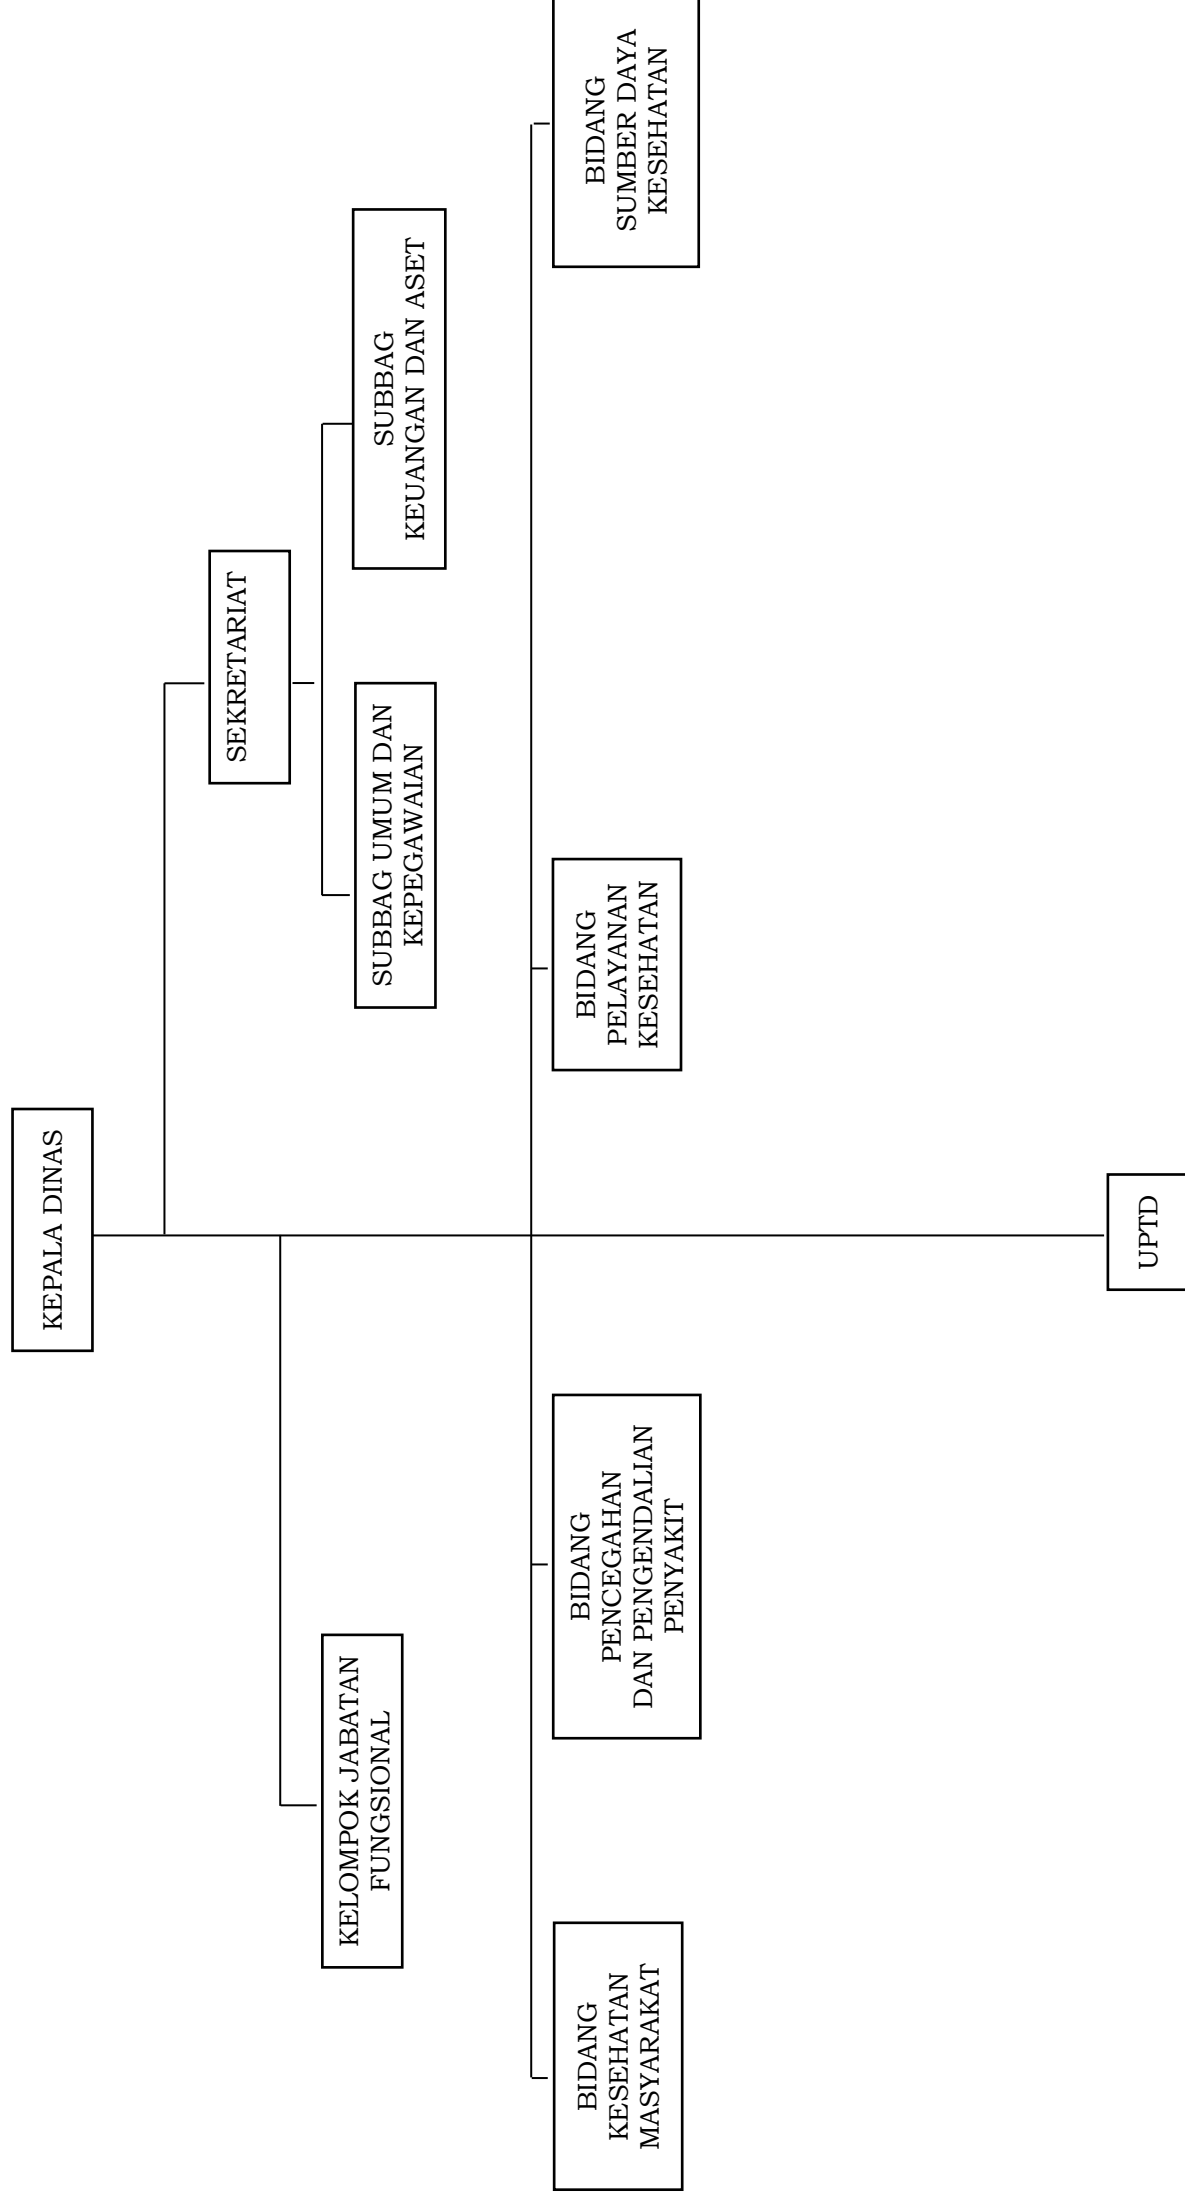 KEPALA DINAS
SEKRETARIAT
KELOMPOK JABATAN
FUNGSIONAL
SUBBAG UMUM DAN
KEPEGAWAIAN
SUBBAG
KEUANGAN DAN ASET
BIDANG
KESEHATAN
MASYARAKAT
BIDANG
PENCEGAHAN
DAN PENGENDALIAN
PENYAKIT
BIDANG
PELAYANAN
KESEHATAN
BIDANG
SUMBER DAYA
KESEHATAN
UPTD